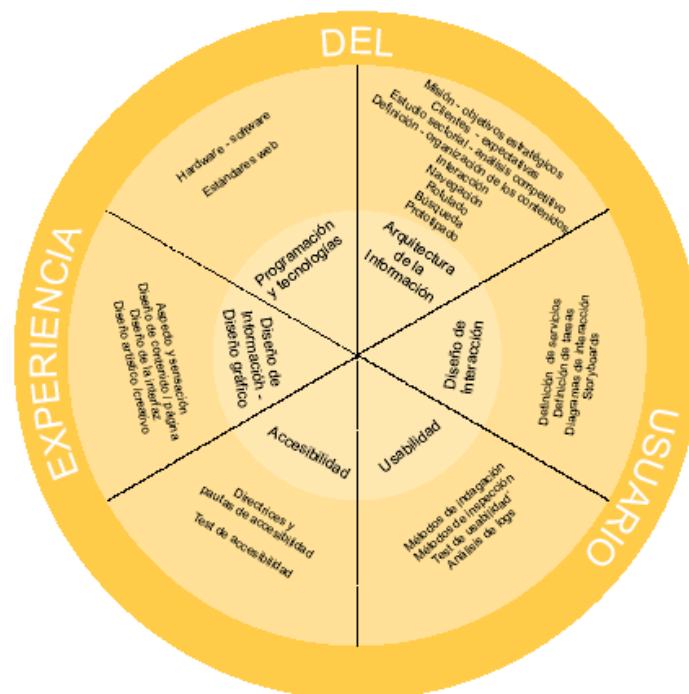 EXPERIENCIA
DEL
USUARIO
Misión - objetivos estratégicos
Clientes - expectativas
Estudio sectorial - análisis competitivo
Definición - organización de los contenidos
Interacción
Navegación
Rotulado
Búsqueda
Prototipado
Arquitectura
de la
Información
Definición de servicios
Definición de tareas
Diagramas de interacción
Storyboards
Diseño de
Interacción
Métodos de indagación
Métodos de inspección
Test de usabilidad
Análisis de logs
Usabilidad
Directrices y
pautas de accesibilidad
Test de accesibilidad
Accesibilidad
Aspecto y sensación
Diseño de contenido / página
Diseño de la interfaz
Diseño artístico /creativo
Diseño de
Información -
Diseño gráfico
Hardware - software
Estándares web
Programación
y tecnologías